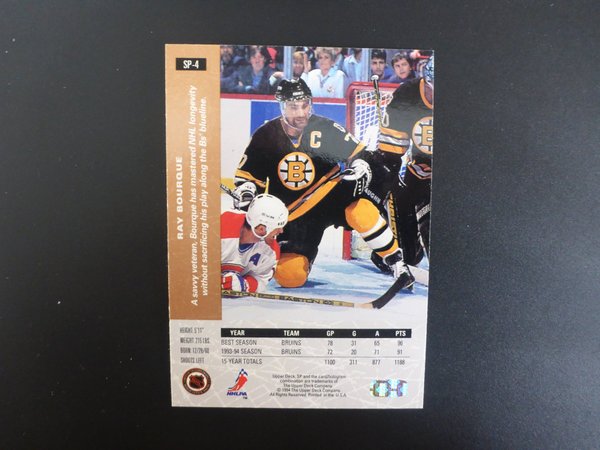 SP-4
RAY BOURQUE
A savvy veteran, Bourque has mastered NHL longevity
without sacrificing his play along the Bs' blueline.
C
B
A
HEIGHT 5'11"
WEIGHT 215 LBS.
BORN 12/28/60
SHOOTS LEFT
YEAR TEAM GP G A PTS
BEST SEASON BRUINS 78 31 65 96
1993-94 SEASON BRUINS 72 20 71 91
15 YEAR TOTALS 1100 311 877 1188
NHLPA
TM
Upper Deck, SP and the card/hologram
combination are trademarks of
The Upper Deck Company.
© 1994 The Upper Deck Company.
All Rights Reserved. Printed in the U.S.A.